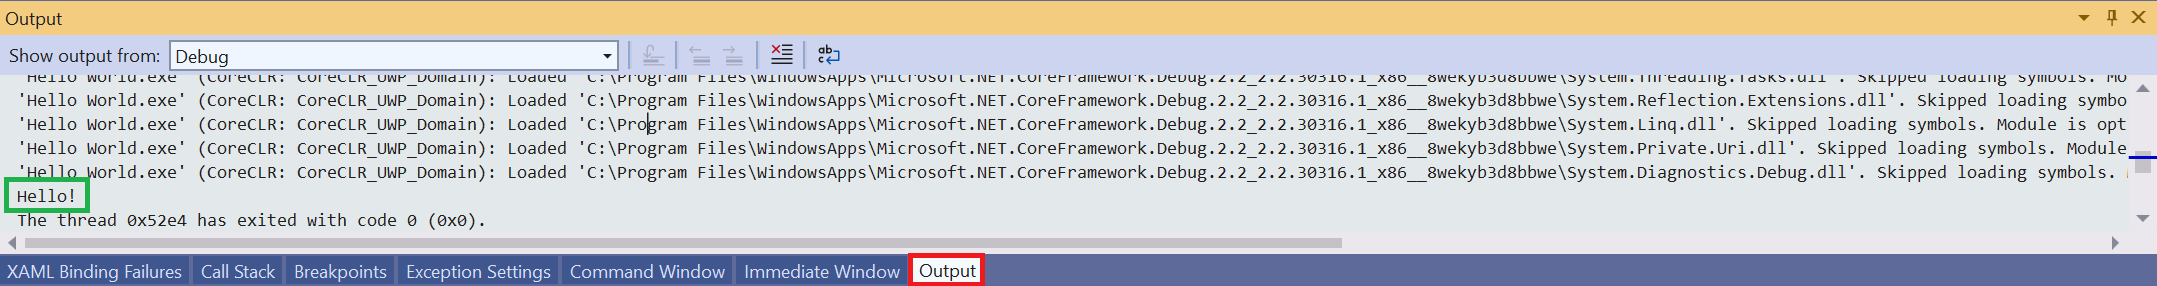 Output
Show output from: Debug
'Hello World.exe' (CoreCLR: CoreCLR_UWP_Domain): Loaded 'C:\Program Files\WindowsApps\Microsoft.NET.CoreFramework.Debug.2.2_2.2.30316.1_x86__8wekyb3d8bbwe\System.Threading.Tasks.dll'. Skipped loading symbols. Mo
'Hello World.exe' (CoreCLR: CoreCLR_UWP_Domain): Loaded 'C:\Program Files\WindowsApps\Microsoft.NET.CoreFramework.Debug.2.2_2.2.30316.1_x86__8wekyb3d8bbwe\System.Reflection.Extensions.dll'. Skipped loading symbo
'Hello World.exe' (CoreCLR: CoreCLR_UWP_Domain): Loaded 'C:\Program Files\WindowsApps\Microsoft.NET.CoreFramework.Debug.2.2_2.2.30316.1_x86__8wekyb3d8bbwe\System.Linq.dll'. Skipped loading symbols. Module is opt
'Hello World.exe' (CoreCLR: CoreCLR_UWP_Domain): Loaded 'C:\Program Files\WindowsApps\Microsoft.NET.CoreFramework.Debug.2.2_2.2.30316.1_x86__8wekyb3d8bbwe\System.Private.Uri.dll'. Skipped loading symbols. Module
'Hello World.exe' (CoreCLR: CoreCLR_UWP_Domain): Loaded 'C:\Program Files\WindowsApps\Microsoft.NET.CoreFramework.Debug.2.2_2.2.30316.1_x86__8wekyb3d8bbwe\System.Diagnostics.Debug.dll'. Skipped loading symbols.
Hello!
The thread 0x52e4 has exited with code 0 (0x0).
XAML Binding Failures Call Stack Breakpoints Exception Settings Command Window Immediate Window Output